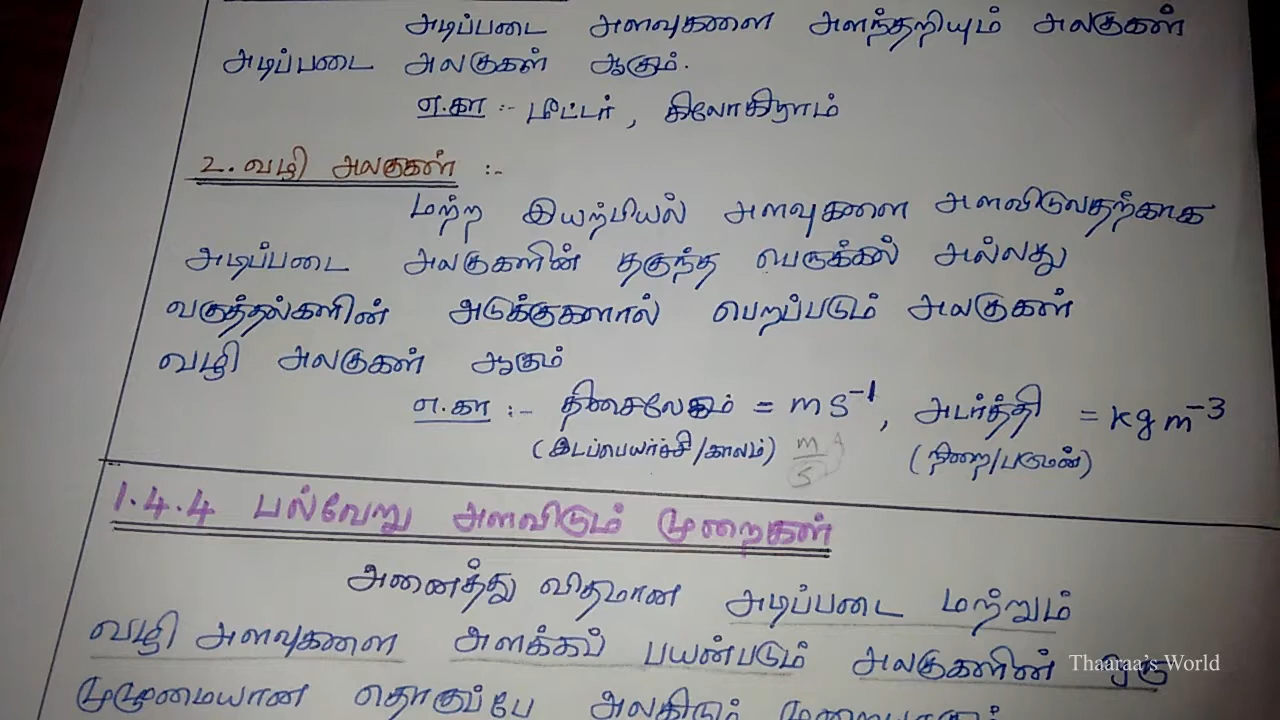 அடிப்படை அளவுகளை அளந்தறியும் அலகுகள்
அடிப்படை அலகுகள் ஆகும்.
எ.கா :- மீட்டர் , கிலோகிராம்
2. வழி அலகுகள் :-
மற்ற இயற்பியல் அளவுகளை அளவிடுவதற்காக
அடிப்படை அலகுகளின் தகுந்த பெருக்கல் அல்லது
வகுத்தல்களின் அடுக்குகளால் பெறப்படும் அலகுகள்
வழி அலகுகள் ஆகும்
எ.கா :- திசைவேகம் = m s⁻¹, அடர்த்தி = kg m⁻³
(இடப்பெயர்ச்சி/காலம்) m/s (நிறை/பருமன்)
1.4.4 பல்வேறு அளவிடும் முறைகள்
அனைத்து விதமான அடிப்படை மற்றும்
வழி அளவுகளை அளக்கப் பயன்படும் அலகுகளின் ஒரு
முழுமையான தொகுப்பே அலகிடும் முறையாகும்
Thaaraa's World